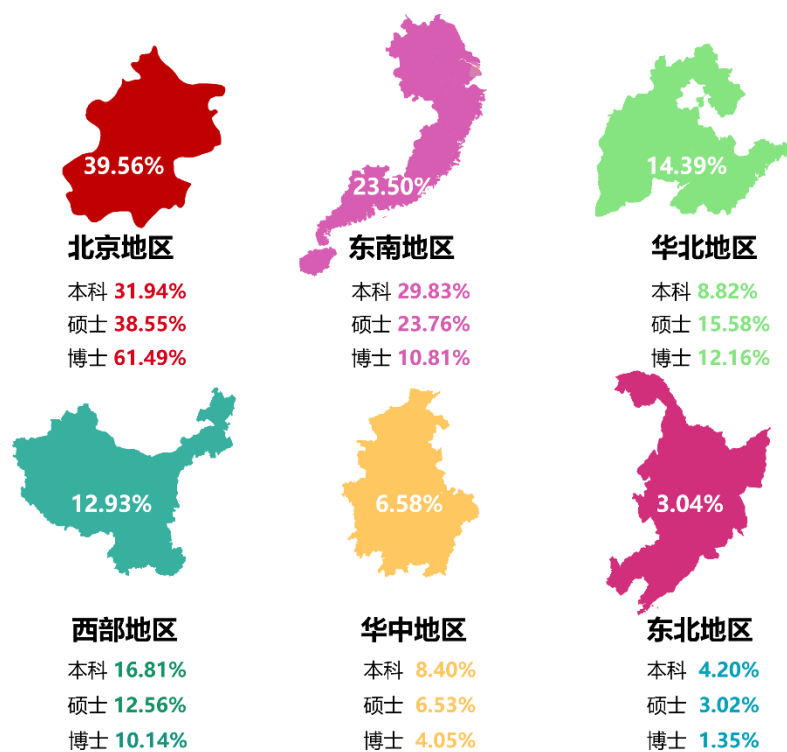 39.56%
北京地区
本科 31.94%
硕士 38.55%
博士 61.49%
23.50%
东南地区
本科 29.83%
硕士 23.76%
博士 10.81%
14.39%
华北地区
本科 8.82%
硕士 15.58%
博士 12.16%
12.93%
西部地区
本科 16.81%
硕士 12.56%
博士 10.14%
6.58%
华中地区
本科 8.40%
硕士 6.53%
博士 4.05%
3.04%
东北地区
本科 4.20%
硕士 3.02%
博士 1.35%